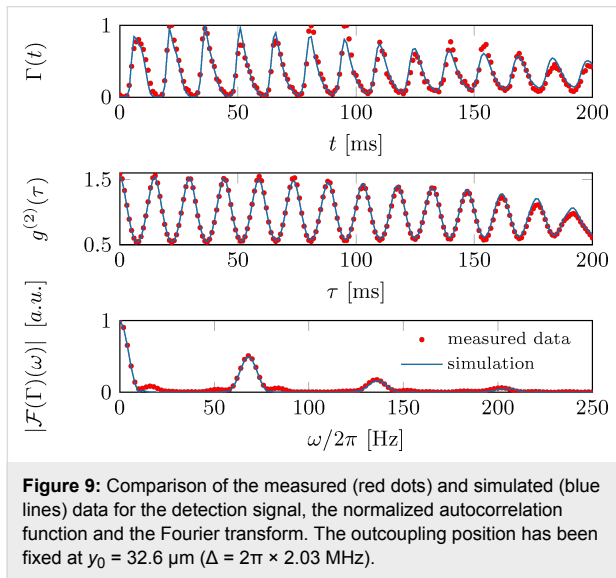 Γ(t)
1
0
0 50 100 150 200
t [ms]
g⁽²⁾(τ)
1.5
0.5
0 50 100 150 200
τ [ms]
|ℱ(Γ)(ω)| [a.u.]
1
0
measured data
simulation
0 50 100 150 200 250
ω/2π [Hz]
Figure 9: Comparison of the measured (red dots) and simulated (blue
lines) data for the detection signal, the normalized autocorrelation
function and the Fourier transform. The outcoupling position has been
fixed at y₀ = 32.6 µm (Δ = 2π × 2.03 MHz).